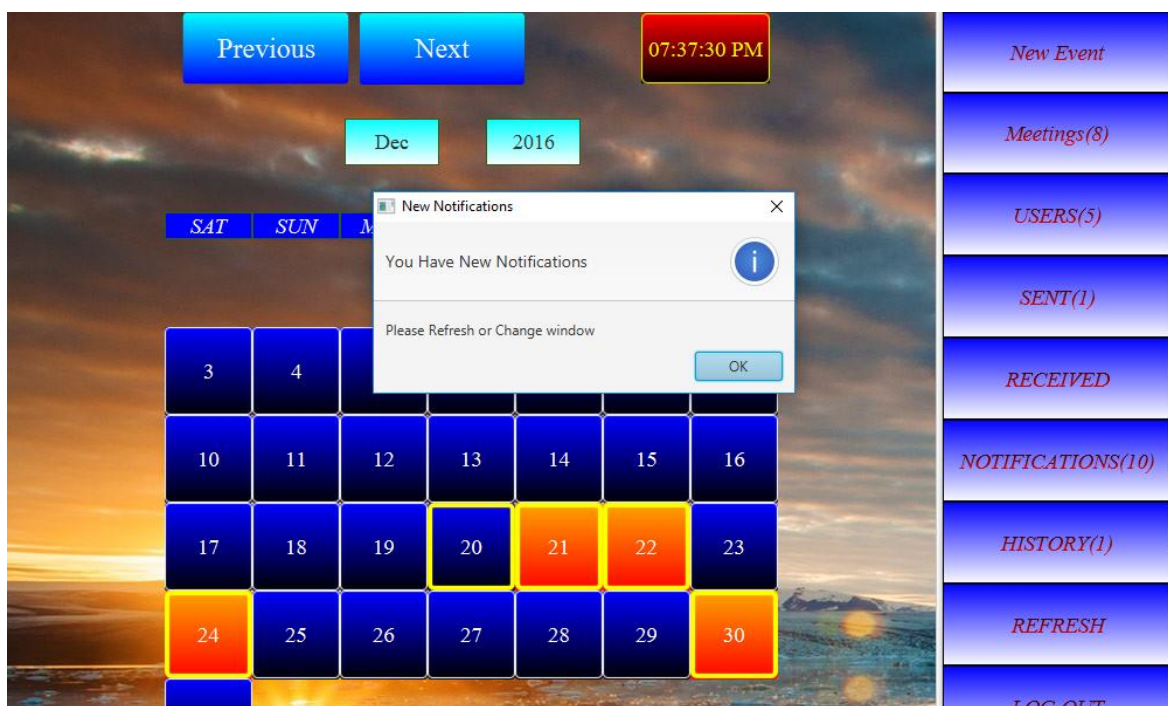 Previous Next 07:37:30 PM
Dec 2016
SAT SUN
New Notifications
You Have New Notifications
Please Refresh or Change window
OK
3 4
10 11 12 13 14 15 16
17 18 19 20 21 22 23
24 25 26 27 28 29 30
New Event
Meetings(8)
USERS(5)
SENT(1)
RECEIVED
NOTIFICATIONS(10)
HISTORY(1)
REFRESH
LOG OUT